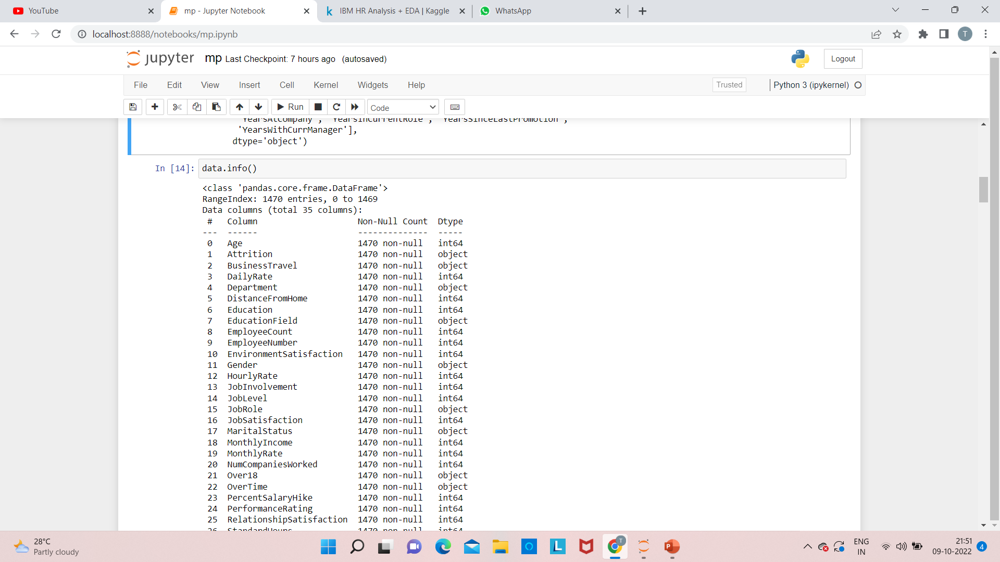 YouTube
mp - Jupyter Notebook
IBM HR Analysis + EDA | Kaggle
WhatsApp
localhost:8888/notebooks/mp.ipynb
T
jupyter mp Last Checkpoint: 7 hours ago (autosaved)
Logout
File Edit View Insert Cell Kernel Widgets Help
Trusted
Python 3 (ipykernel)
Run
Code
'YearsAtCompany', 'YearsInCurrentRole', 'YearsSinceLastPromotion',
'YearsWithCurrManager'],
dtype='object')
In [14]: data.info()
<class 'pandas.core.frame.DataFrame'>
RangeIndex: 1470 entries, 0 to 1469
Data columns (total 35 columns):
# Column Non-Null Count Dtype
--- ------ -------------- -----
0 Age 1470 non-null int64
1 Attrition 1470 non-null object
2 BusinessTravel 1470 non-null object
3 DailyRate 1470 non-null int64
4 Department 1470 non-null object
5 DistanceFromHome 1470 non-null int64
6 Education 1470 non-null int64
7 EducationField 1470 non-null object
8 EmployeeCount 1470 non-null int64
9 EmployeeNumber 1470 non-null int64
10 EnvironmentSatisfaction 1470 non-null int64
11 Gender 1470 non-null object
12 HourlyRate 1470 non-null int64
13 JobInvolvement 1470 non-null int64
14 JobLevel 1470 non-null int64
15 JobRole 1470 non-null object
16 JobSatisfaction 1470 non-null int64
17 MaritalStatus 1470 non-null object
18 MonthlyIncome 1470 non-null int64
19 MonthlyRate 1470 non-null int64
20 NumCompaniesWorked 1470 non-null int64
21 Over18 1470 non-null object
22 OverTime 1470 non-null object
23 PercentSalaryHike 1470 non-null int64
24 PerformanceRating 1470 non-null int64
25 RelationshipSatisfaction 1470 non-null int64
26 StandardHours 1470 non-null int64
28°C
Partly cloudy
ENG
IN
21:51
09-10-2022
4